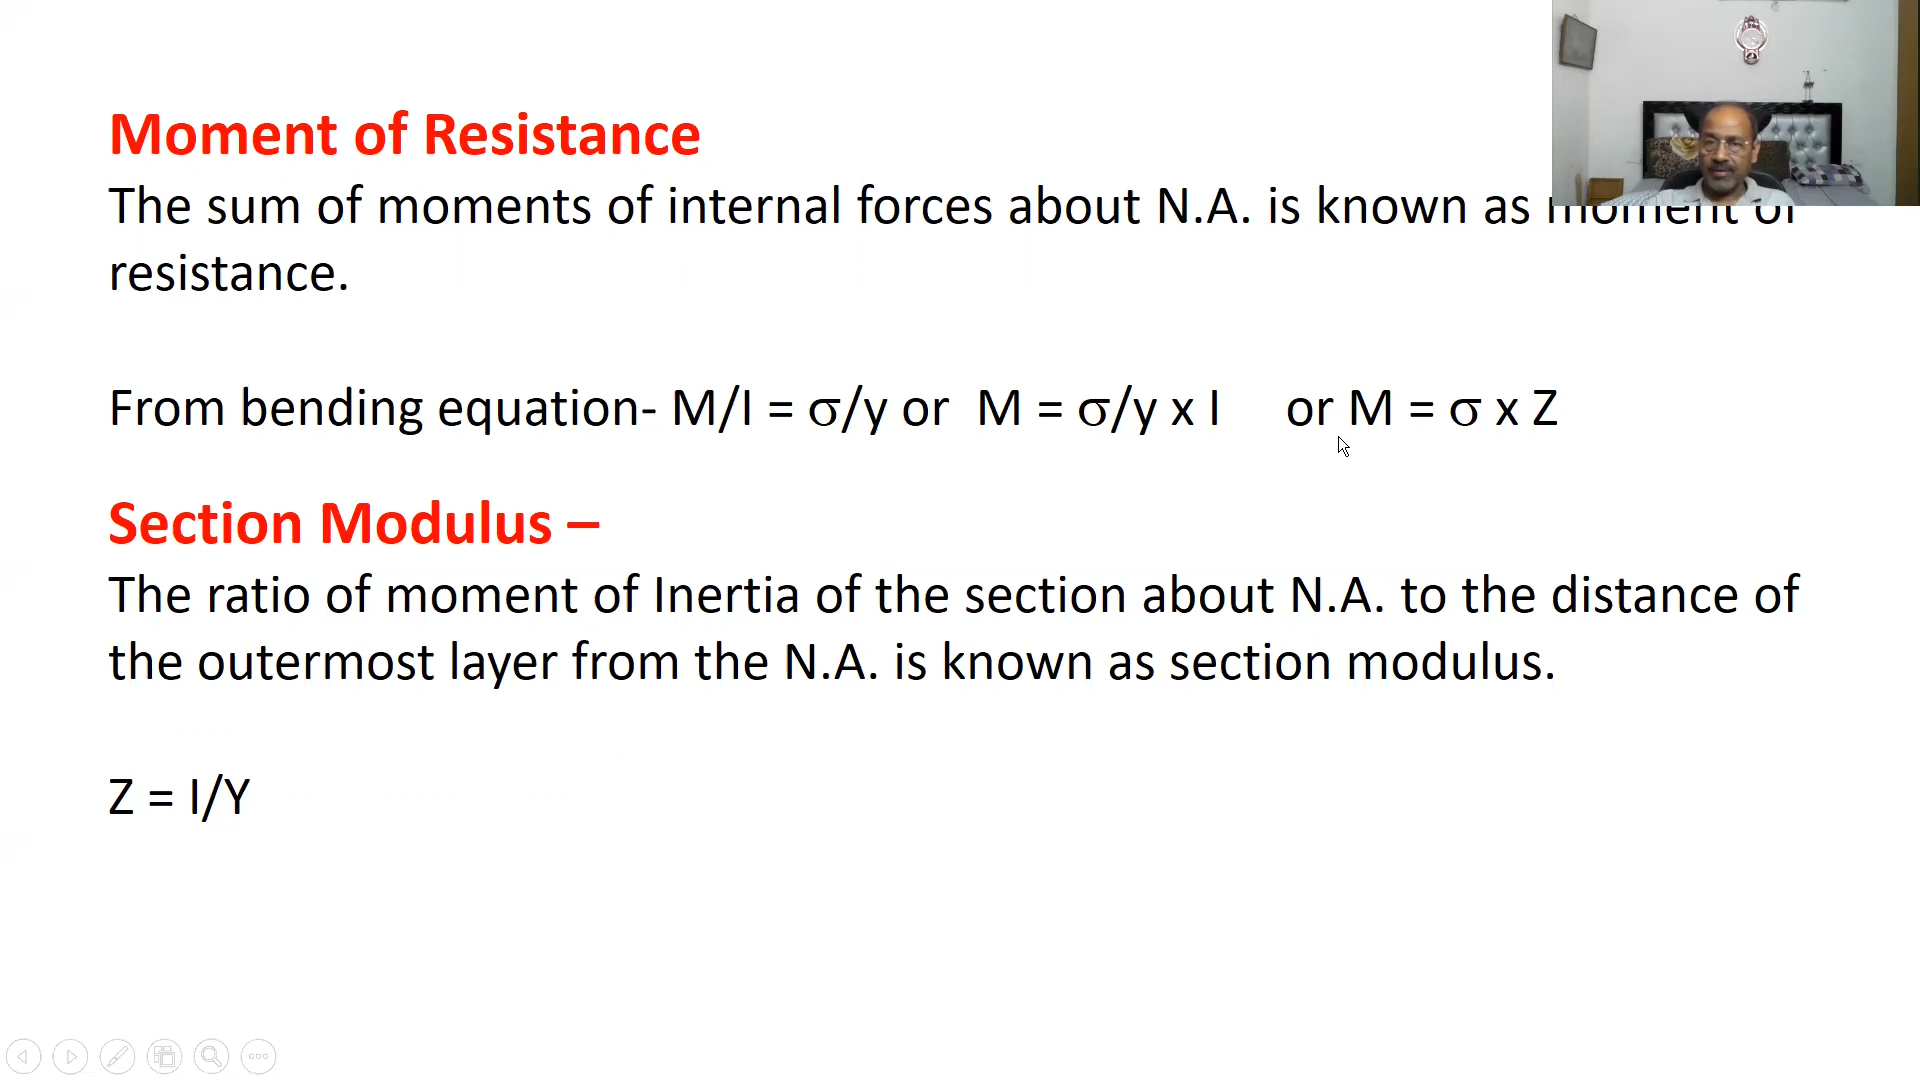 Moment of Resistance
The sum of moments of internal forces about N.A. is known as moment of
resistance.
From bending equation- M/I = σ/y or  M = σ/y x I     or M = σ x Z
Section Modulus –
The ratio of moment of Inertia of the section about N.A. to the distance of
the outermost layer from the N.A. is known as section modulus.
Z = I/Y